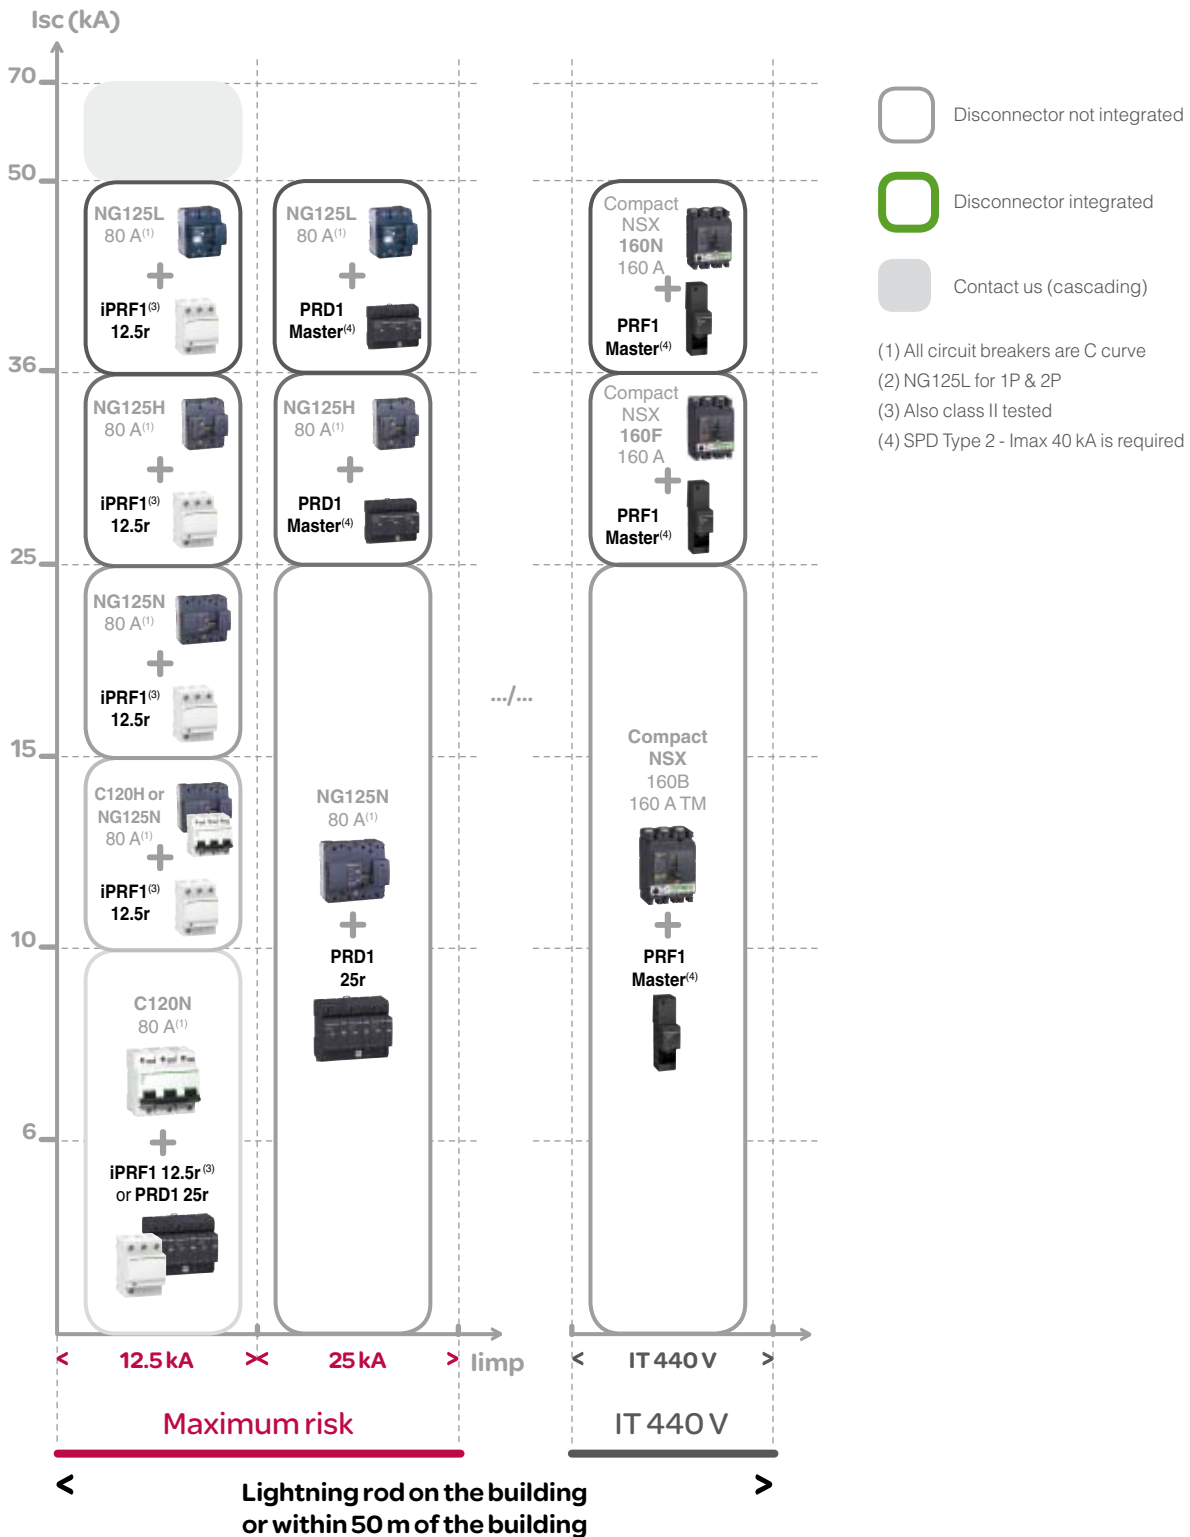 Isc (kA)
70
50
36
25
15
10
6
NG125L
80 A(1)
iPRF1(3)
12.5r
NG125H
80 A(1)
iPRF1(3)
12.5r
NG125N
80 A(1)
iPRF1(3)
12.5r
C120H or
NG125N
80 A(1)
iPRF1(3)
12.5r
C120N
80 A(1)
iPRF1 12.5r(3)
or PRD1 25r
NG125L
80 A(1)
PRD1
Master(4)
NG125H
80 A(1)
PRD1
Master(4)
NG125N
80 A(1)
PRD1
25r
.../...
Compact
NSX
160N
160 A
PRF1
Master(4)
Compact
NSX
160F
160 A
PRF1
Master(4)
Compact
NSX
160B
160 A TM
PRF1
Master(4)
< 12.5 kA >< 25 kA > Iimp
< IT 440 V >
Maximum risk
IT 440 V
< >
Lightning rod on the building
or within 50 m of the building
Disconnector not integrated
Disconnector integrated
Contact us (cascading)
(1) All circuit breakers are C curve
(2) NG125L for 1P & 2P
(3) Also class II tested
(4) SPD Type 2 - Imax 40 kA is required